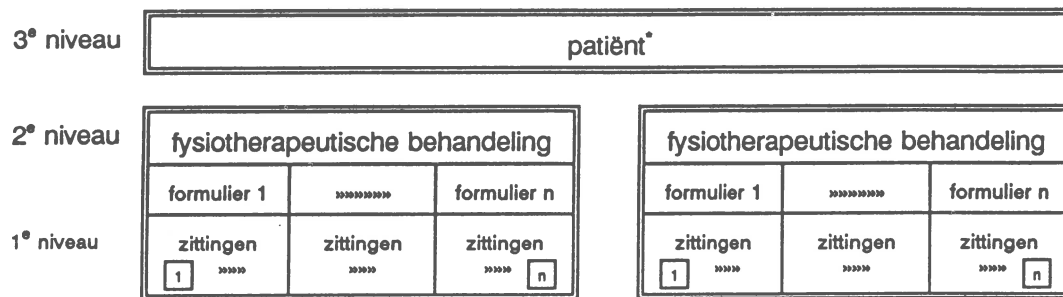 3ᵉ niveau patiënt*
2ᵉ niveau fysiotherapeutische behandeling fysiotherapeutische behandeling
formulier 1 »»»»»» formulier n formulier 1 »»»»»» formulier n
1ᵉ niveau zittingen zittingen zittingen zittingen zittingen zittingen
1 »»» »»» »»» n 1 »»» »»»» »»» n